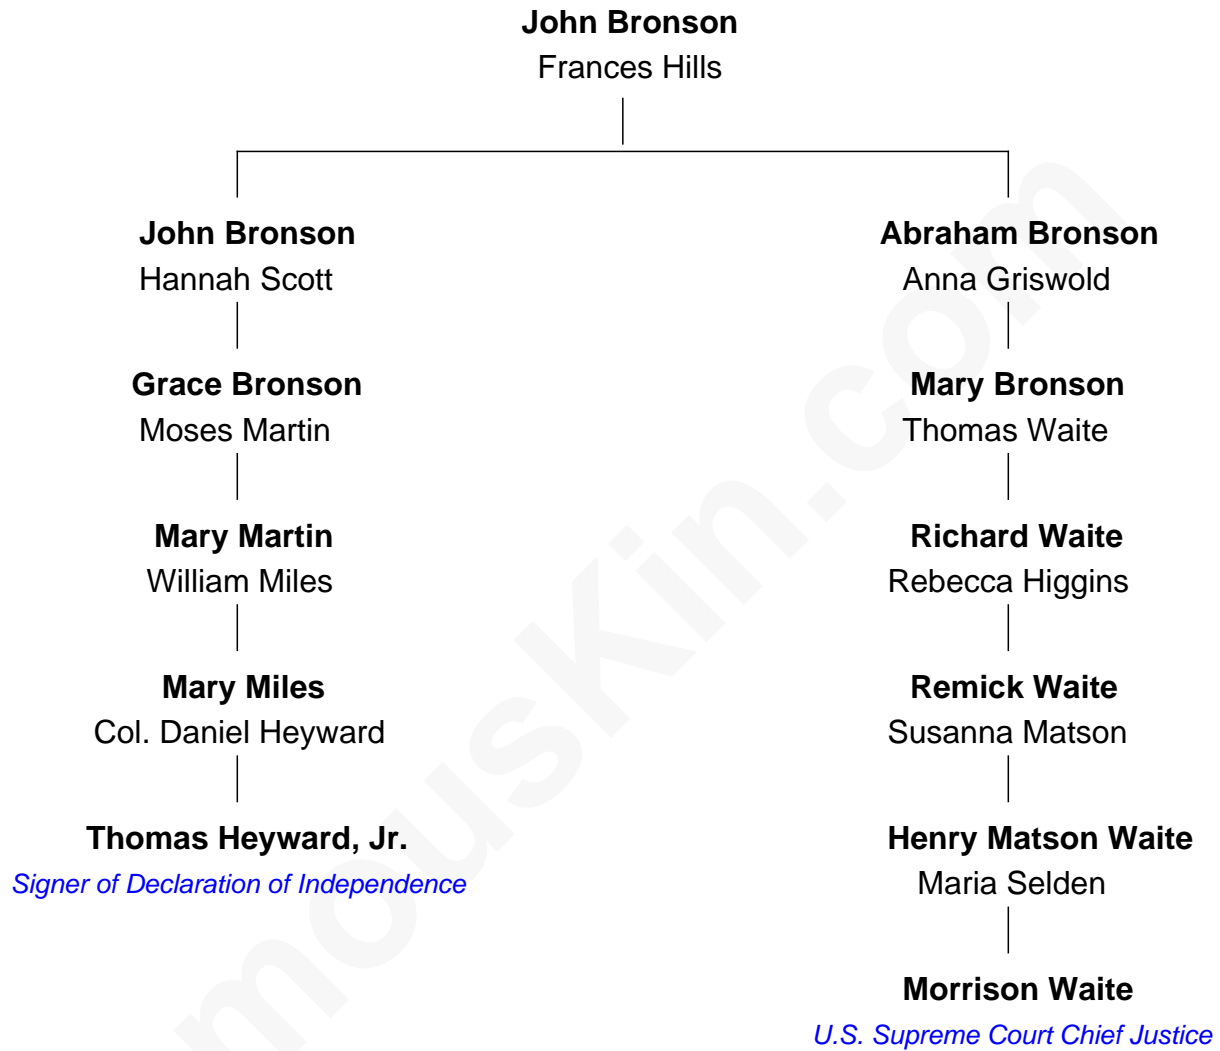 John Bronson
Frances Hills
John Bronson
Hannah Scott
Grace Bronson
Moses Martin
Mary Martin
William Miles
Mary Miles
Col. Daniel Heyward
Thomas Heyward, Jr.
Signer of Declaration of Independence
Abraham Bronson
Anna Griswold
Mary Bronson
Thomas Waite
Richard Waite
Rebecca Higgins
Remick Waite
Susanna Matson
Henry Matson Waite
Maria Selden
Morrison Waite
U.S. Supreme Court Chief Justice
mousKin.com